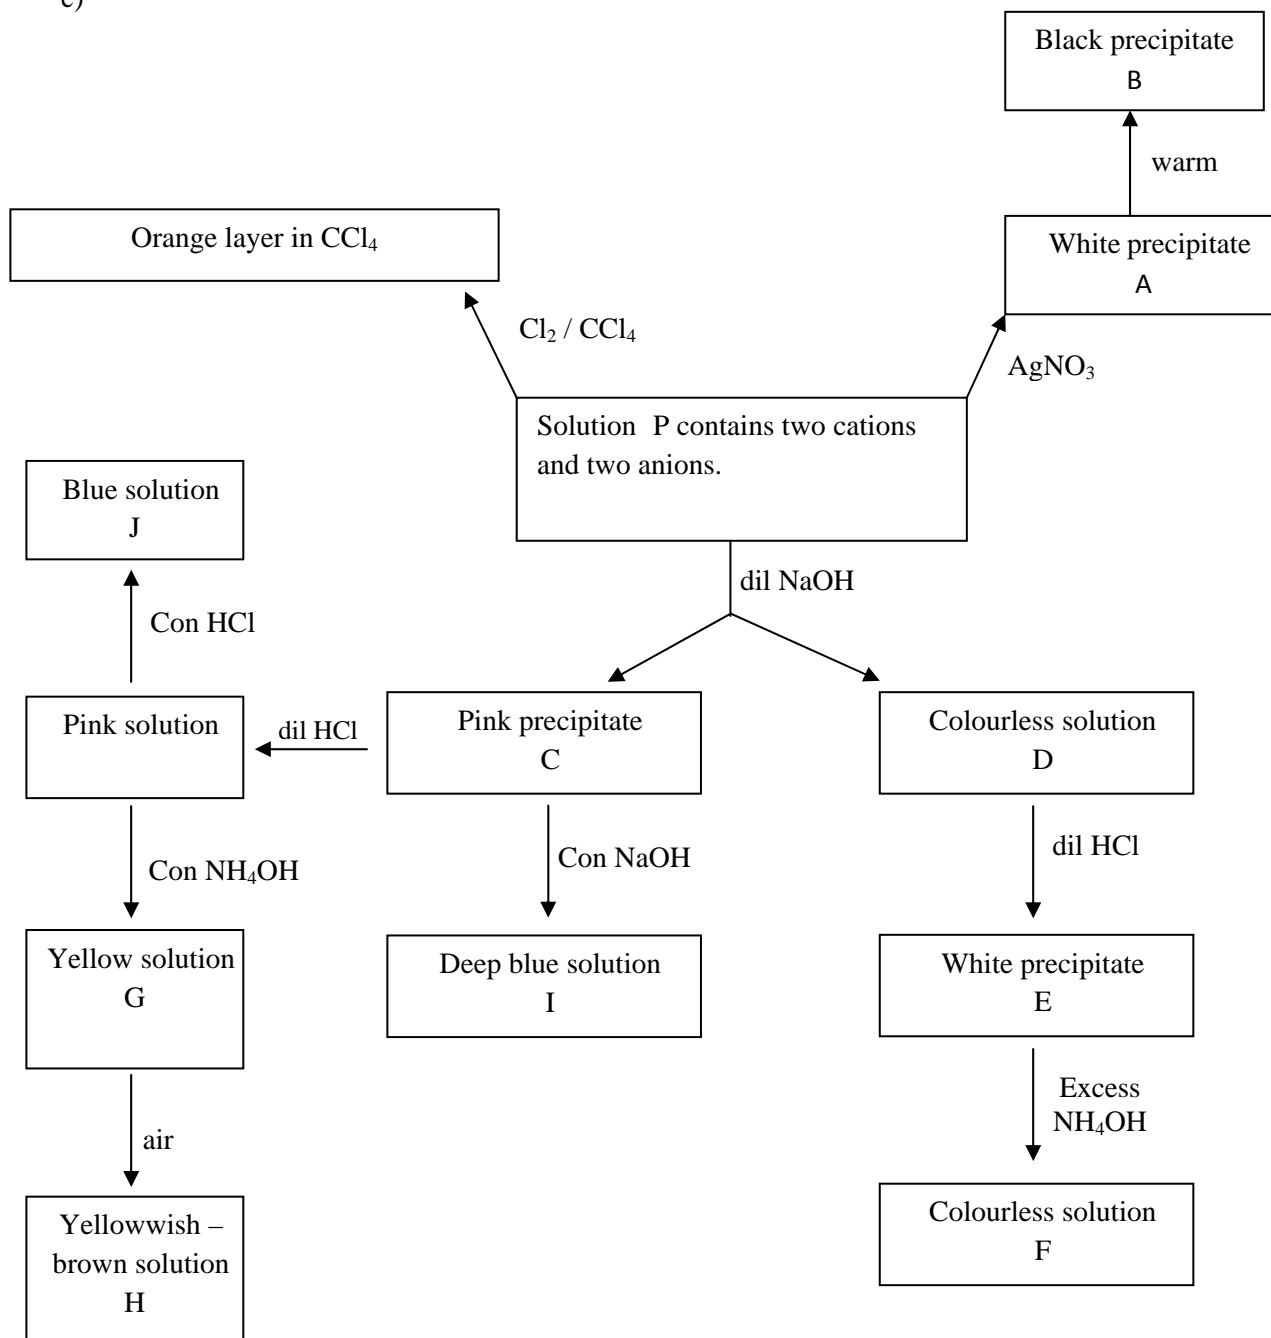 c)
Black precipitate
B
warm
Orange layer in CCl₄
White precipitate
A
Cl₂ / CCl₄
AgNO₃
Solution P contains two cations
and two anions.
Blue solution
J
dil NaOH
Con HCl
Pink solution
dil HCl
Pink precipitate
C
Colourless solution
D
Con NH₄OH
Con NaOH
dil HCl
Yellow solution
G
Deep blue solution
I
White precipitate
E
air
Excess
NH₄OH
Yellowwish –
brown solution
H
Colourless solution
F